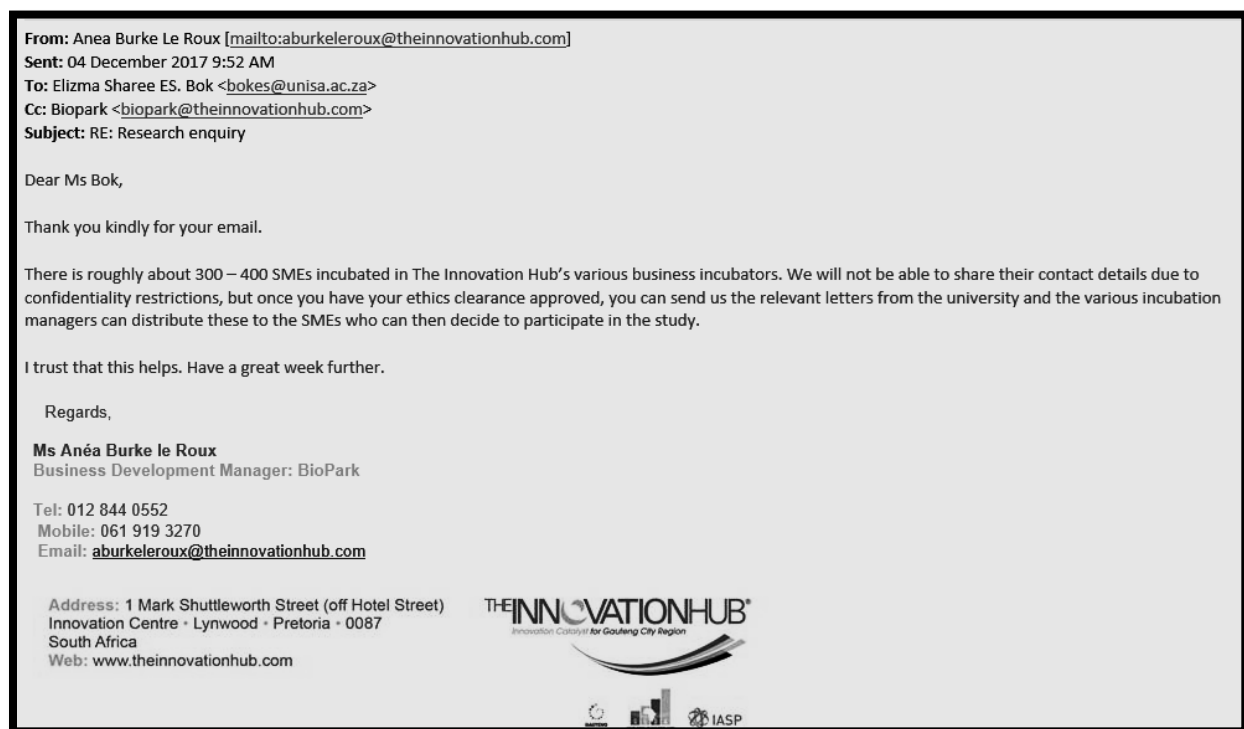 From: Anea Burke Le Roux [mailto:aburkeleroux@theinnovationhub.com]
Sent: 04 December 2017 9:52 AM
To: Elizma Sharee ES. Bok <bokes@unisa.ac.za>
Cc: Biopark <biopark@theinnovationhub.com>
Subject: RE: Research enquiry
Dear Ms Bok,
Thank you kindly for your email.
There is roughly about 300 – 400 SMEs incubated in The Innovation Hub's various business incubators. We will not be able to share their contact details due to
confidentiality restrictions, but once you have your ethics clearance approved, you can send us the relevant letters from the university and the various incubation
managers can distribute these to the SMEs who can then decide to participate in the study.
I trust that this helps. Have a great week further.
Regards,
Ms Anéa Burke le Roux
Business Development Manager: BioPark
Tel: 012 844 0552
Mobile: 061 919 3270
Email: aburkeleroux@theinnovationhub.com
Address: 1 Mark Shuttleworth Street (off Hotel Street)
Innovation Centre • Lynwood • Pretoria • 0087
South Africa
Web: www.theinnovationhub.com
THEINNOVATIONHUB®
Innovation Catalyst for Gauteng City Region
IASP